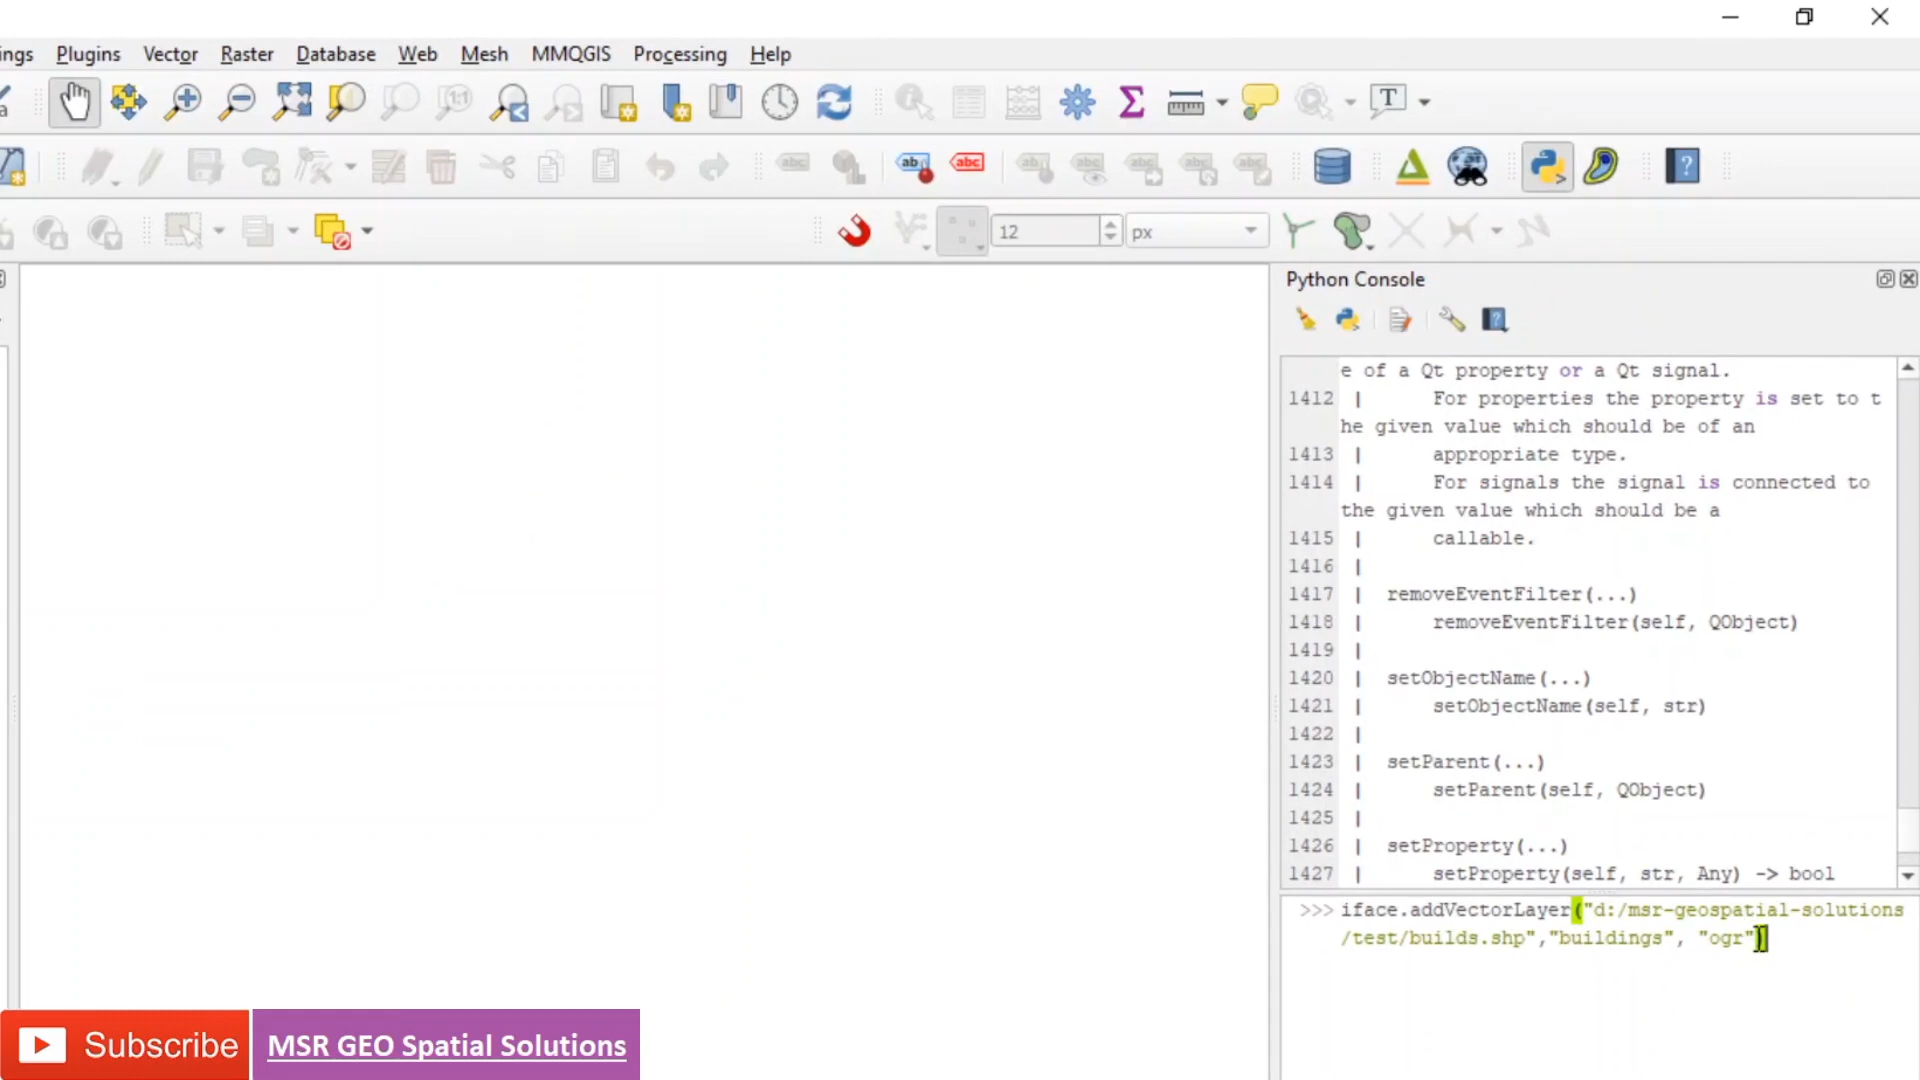 ings Plugins Vector Raster Database Web Mesh MMQGIS Processing Help
a
1:1
T
abc
ab
abc
12 px
Python Console
e of a Qt property or a Qt signal.
1412 | For properties the property is set to t
he given value which should be of an
1413 | appropriate type.
1414 | For signals the signal is connected to
the given value which should be a
1415 | callable.
1416 |
1417 | removeEventFilter(...)
1418 | removeEventFilter(self, QObject)
1419 |
1420 | setObjectName(...)
1421 | setObjectName(self, str)
1422 |
1423 | setParent(...)
1424 | setParent(self, QObject)
1425 |
1426 | setProperty(...)
1427 | setProperty(self, str, Any) -> bool
>>> iface.addVectorLayer("d:/msr-geospatial-solutions
/test/builds.shp","buildings", "ogr")
Subscribe MSR GEO Spatial Solutions